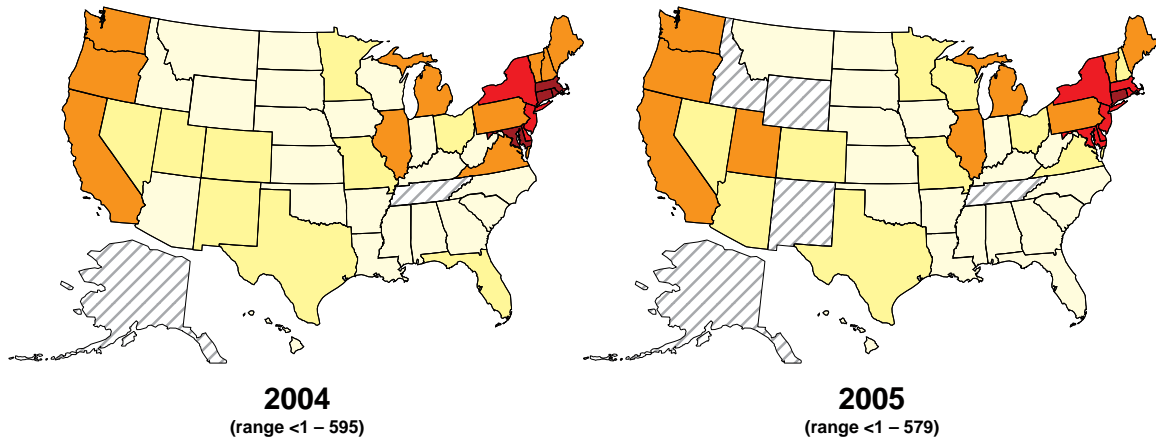 2004
(range <1 – 595)
2005
(range <1 – 579)